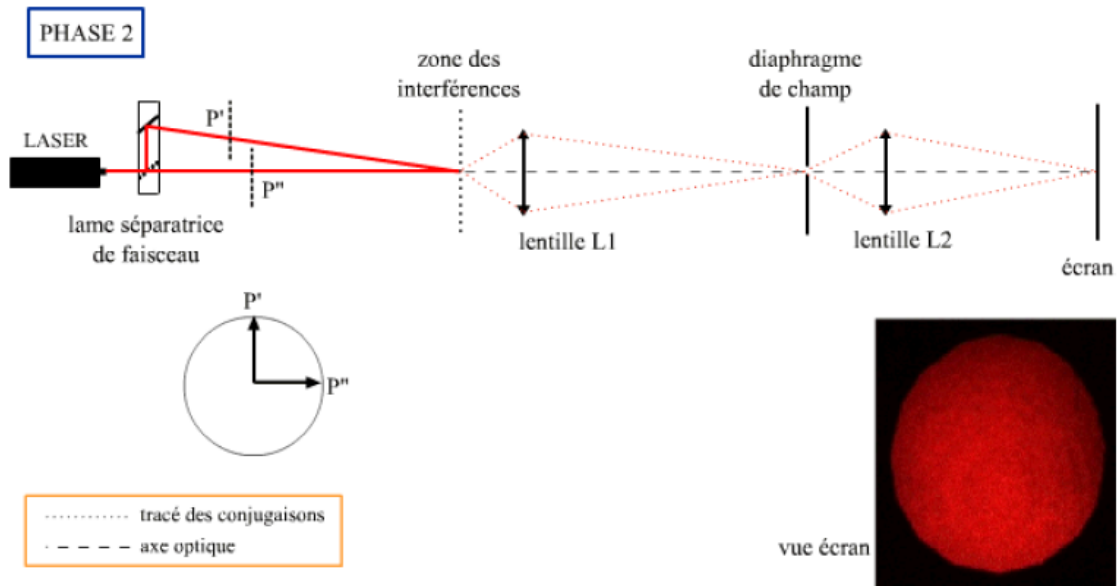 PHASE 2
zone des
interférences
diaphragme
de champ
LASER
P'
P"
lame séparatrice
de faisceau
lentille L1
lentille L2
écran
P'
P"
tracé des conjugaisons
axe optique
vue écran